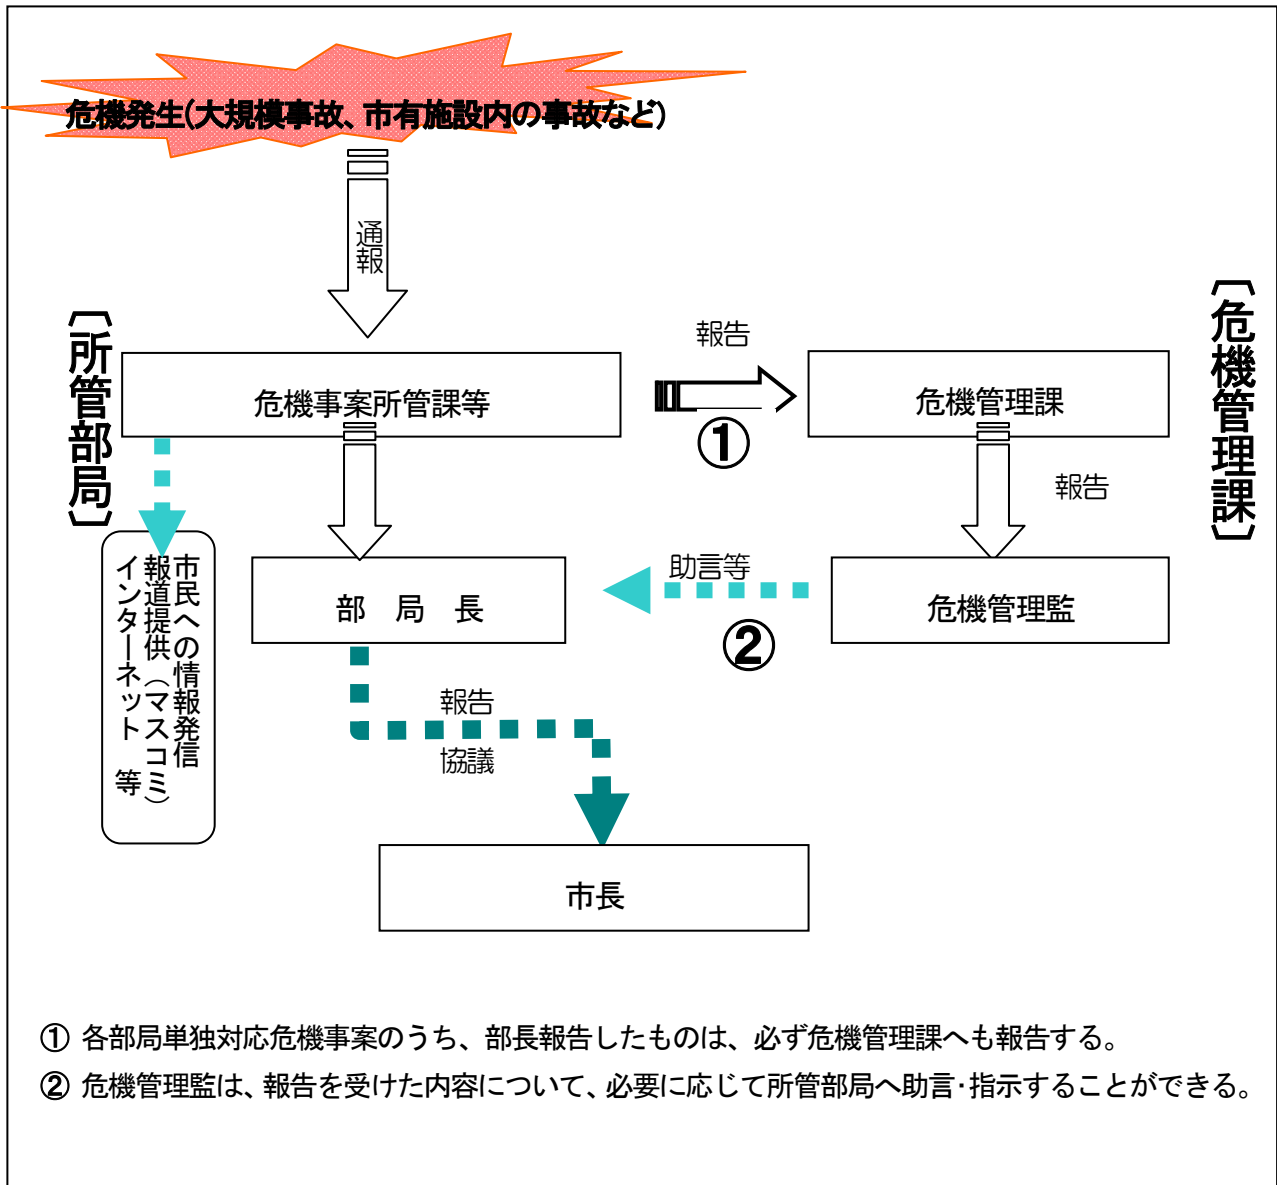 危機発生(大規模事故、市有施設内の事故など)
通報
〔所管部局〕
〔危機管理課〕
報告
危機事案所管課等
①
危機管理課
報告
助言等
②
部 局 長
危機管理監
市民への情報発信
報道提供（マスコミ）
インターネット 等
報告
協議
市長
① 各部局単独対応危機事案のうち、部長報告したものは、必ず危機管理課へも報告する。
② 危機管理監は、報告を受けた内容について、必要に応じて所管部局へ助言・指示することができる。